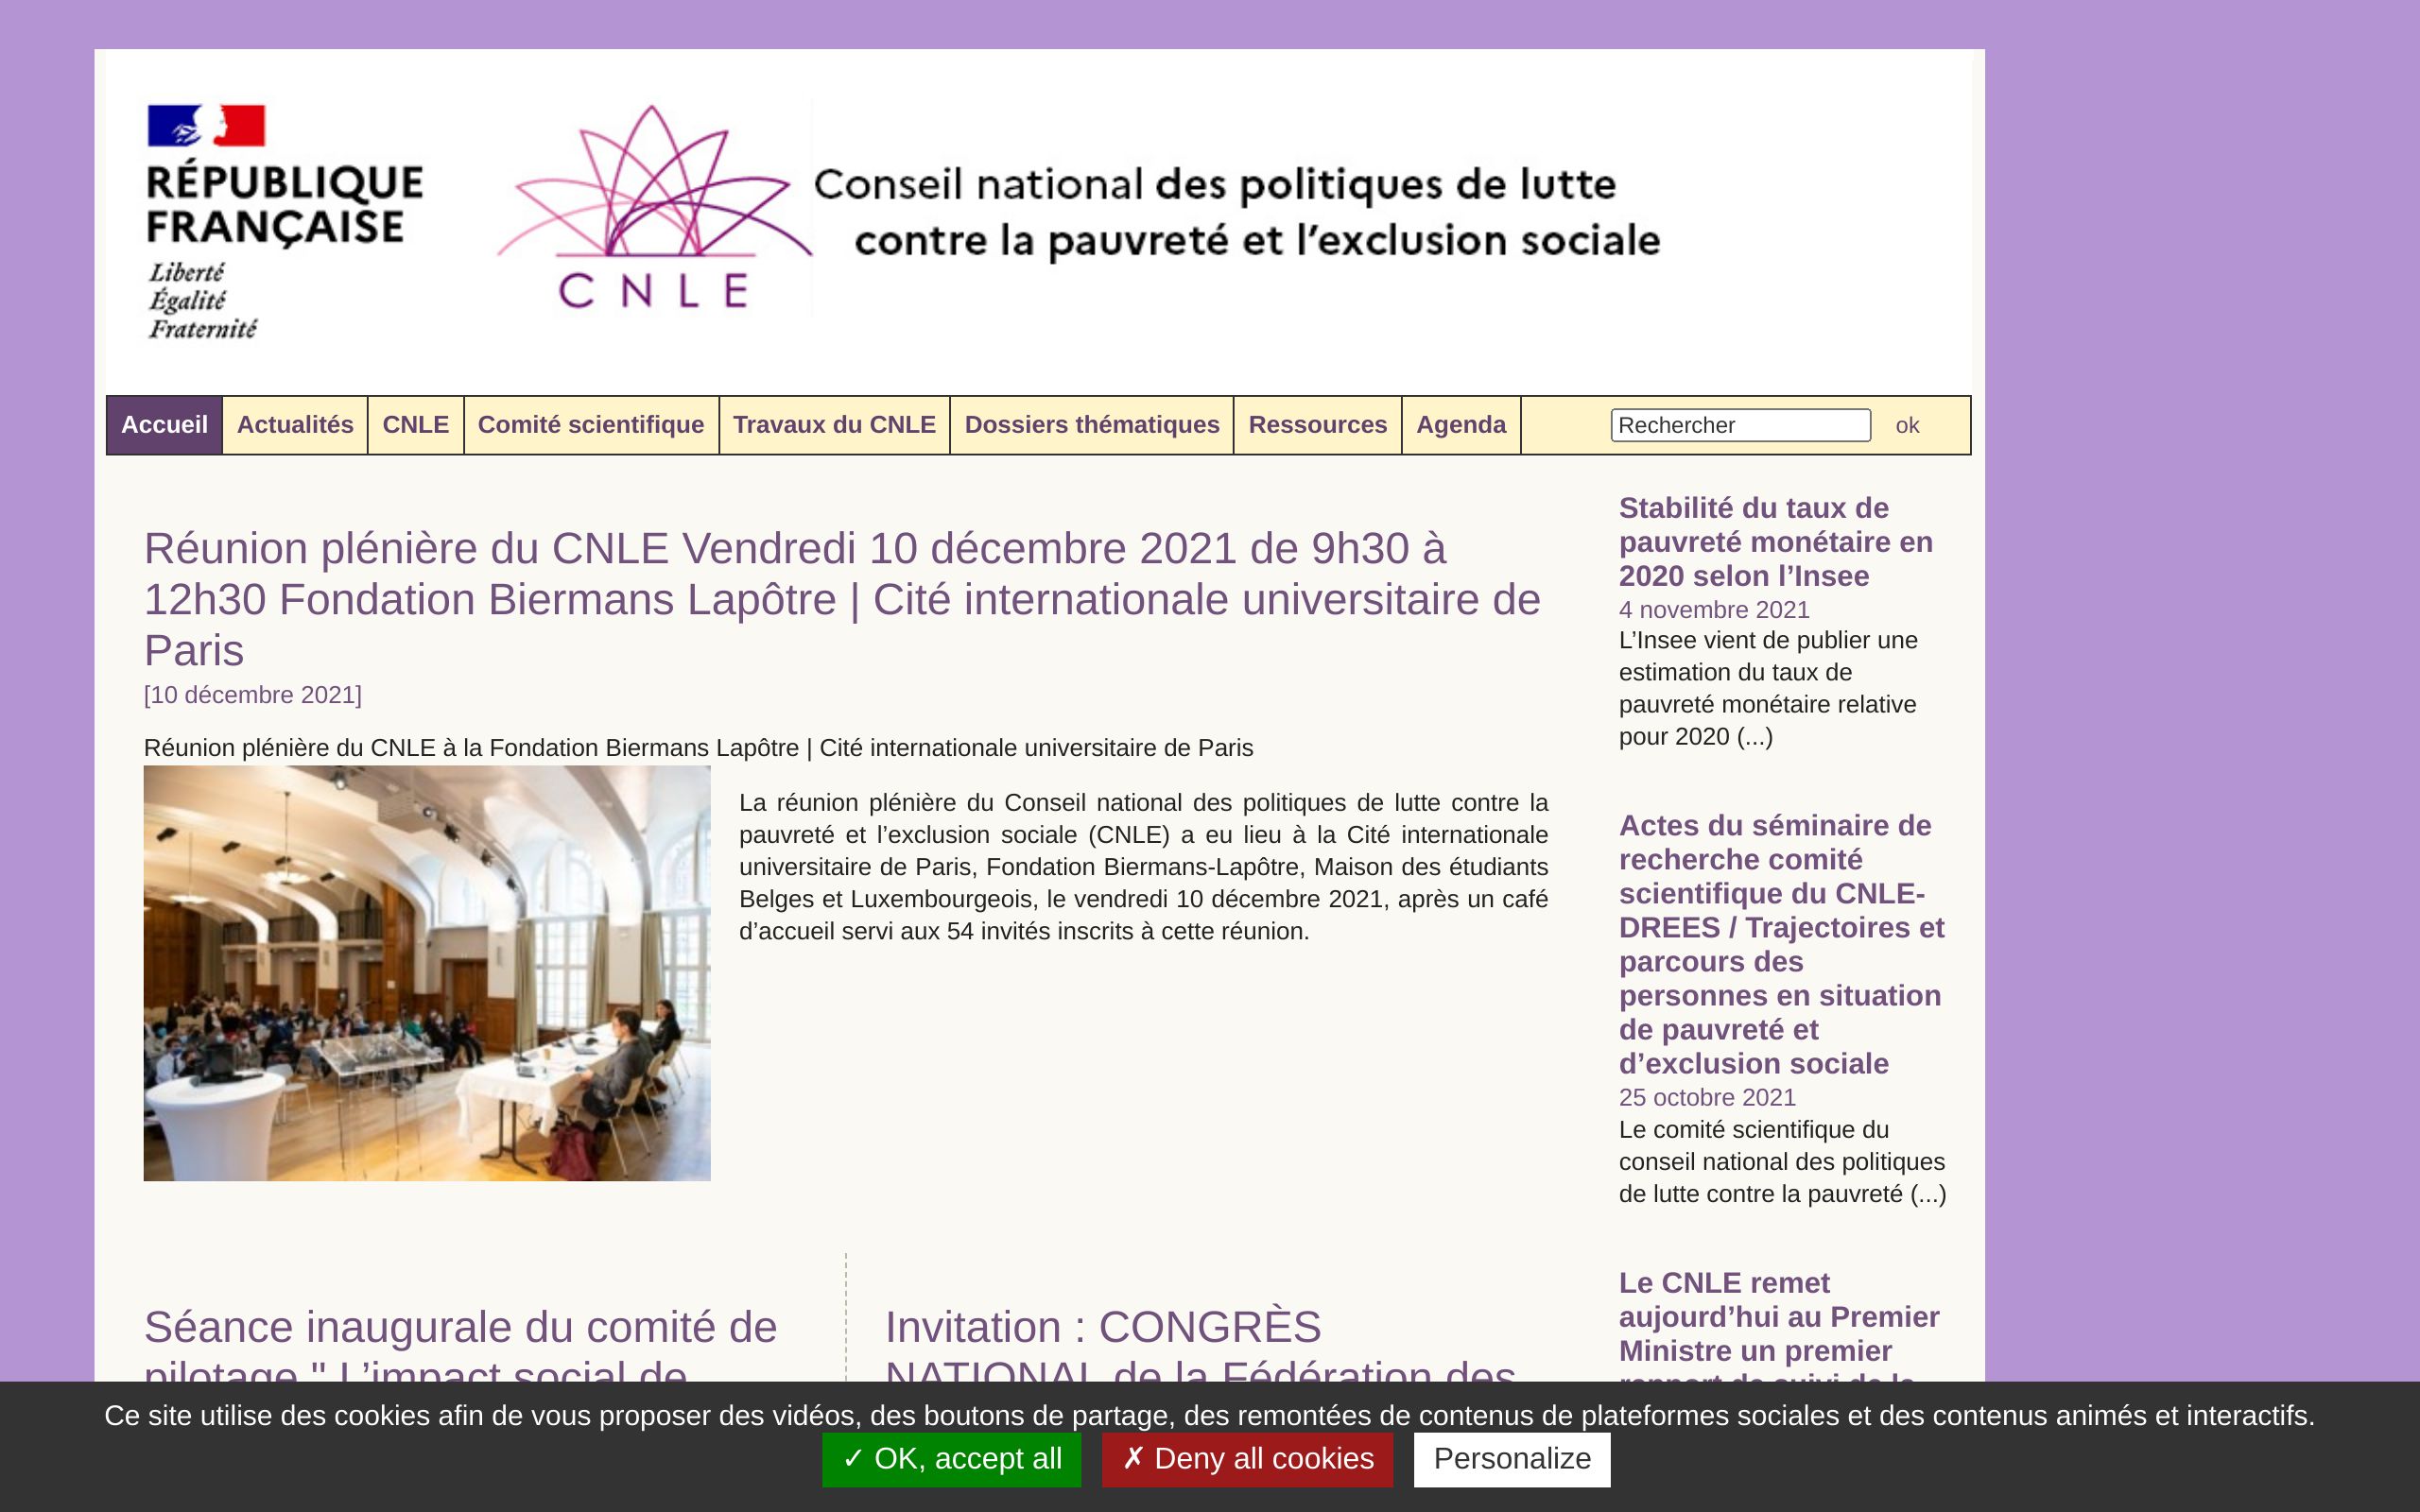 RÉPUBLIQUE
FRANÇAISE
Liberté
Égalité
Fraternité
CNLE
Conseil national des politiques de lutte
contre la pauvreté et l’exclusion sociale
Accueil Actualités CNLE Comité scientifique Travaux du CNLE Dossiers thématiques Ressources Agenda Rechercher ok
Réunion plénière du CNLE Vendredi 10 décembre 2021 de 9h30 à
12h30 Fondation Biermans Lapôtre | Cité internationale universitaire de
Paris
[10 décembre 2021]
Réunion plénière du CNLE à la Fondation Biermans Lapôtre | Cité internationale universitaire de Paris
La réunion plénière du Conseil national des politiques de lutte contre la
pauvreté et l’exclusion sociale (CNLE) a eu lieu à la Cité internationale
universitaire de Paris, Fondation Biermans-Lapôtre, Maison des étudiants
Belges et Luxembourgeois, le vendredi 10 décembre 2021, après un café
d’accueil servi aux 54 invités inscrits à cette réunion.
Séance inaugurale du comité de
pilotage " L’impact social de
Invitation : CONGRÈS
NATIONAL de la Fédération des
Stabilité du taux de
pauvreté monétaire en
2020 selon l’Insee
4 novembre 2021
L’Insee vient de publier une
estimation du taux de
pauvreté monétaire relative
pour 2020 (...)
Actes du séminaire de
recherche comité
scientifique du CNLE-
DREES / Trajectoires et
parcours des
personnes en situation
de pauvreté et
d’exclusion sociale
25 octobre 2021
Le comité scientifique du
conseil national des politiques
de lutte contre la pauvreté (...)
Le CNLE remet
aujourd’hui au Premier
Ministre un premier
rapport de suivi de la
Ce site utilise des cookies afin de vous proposer des vidéos, des boutons de partage, des remontées de contenus de plateformes sociales et des contenus animés et interactifs.
✓ OK, accept all ✗ Deny all cookies Personalize